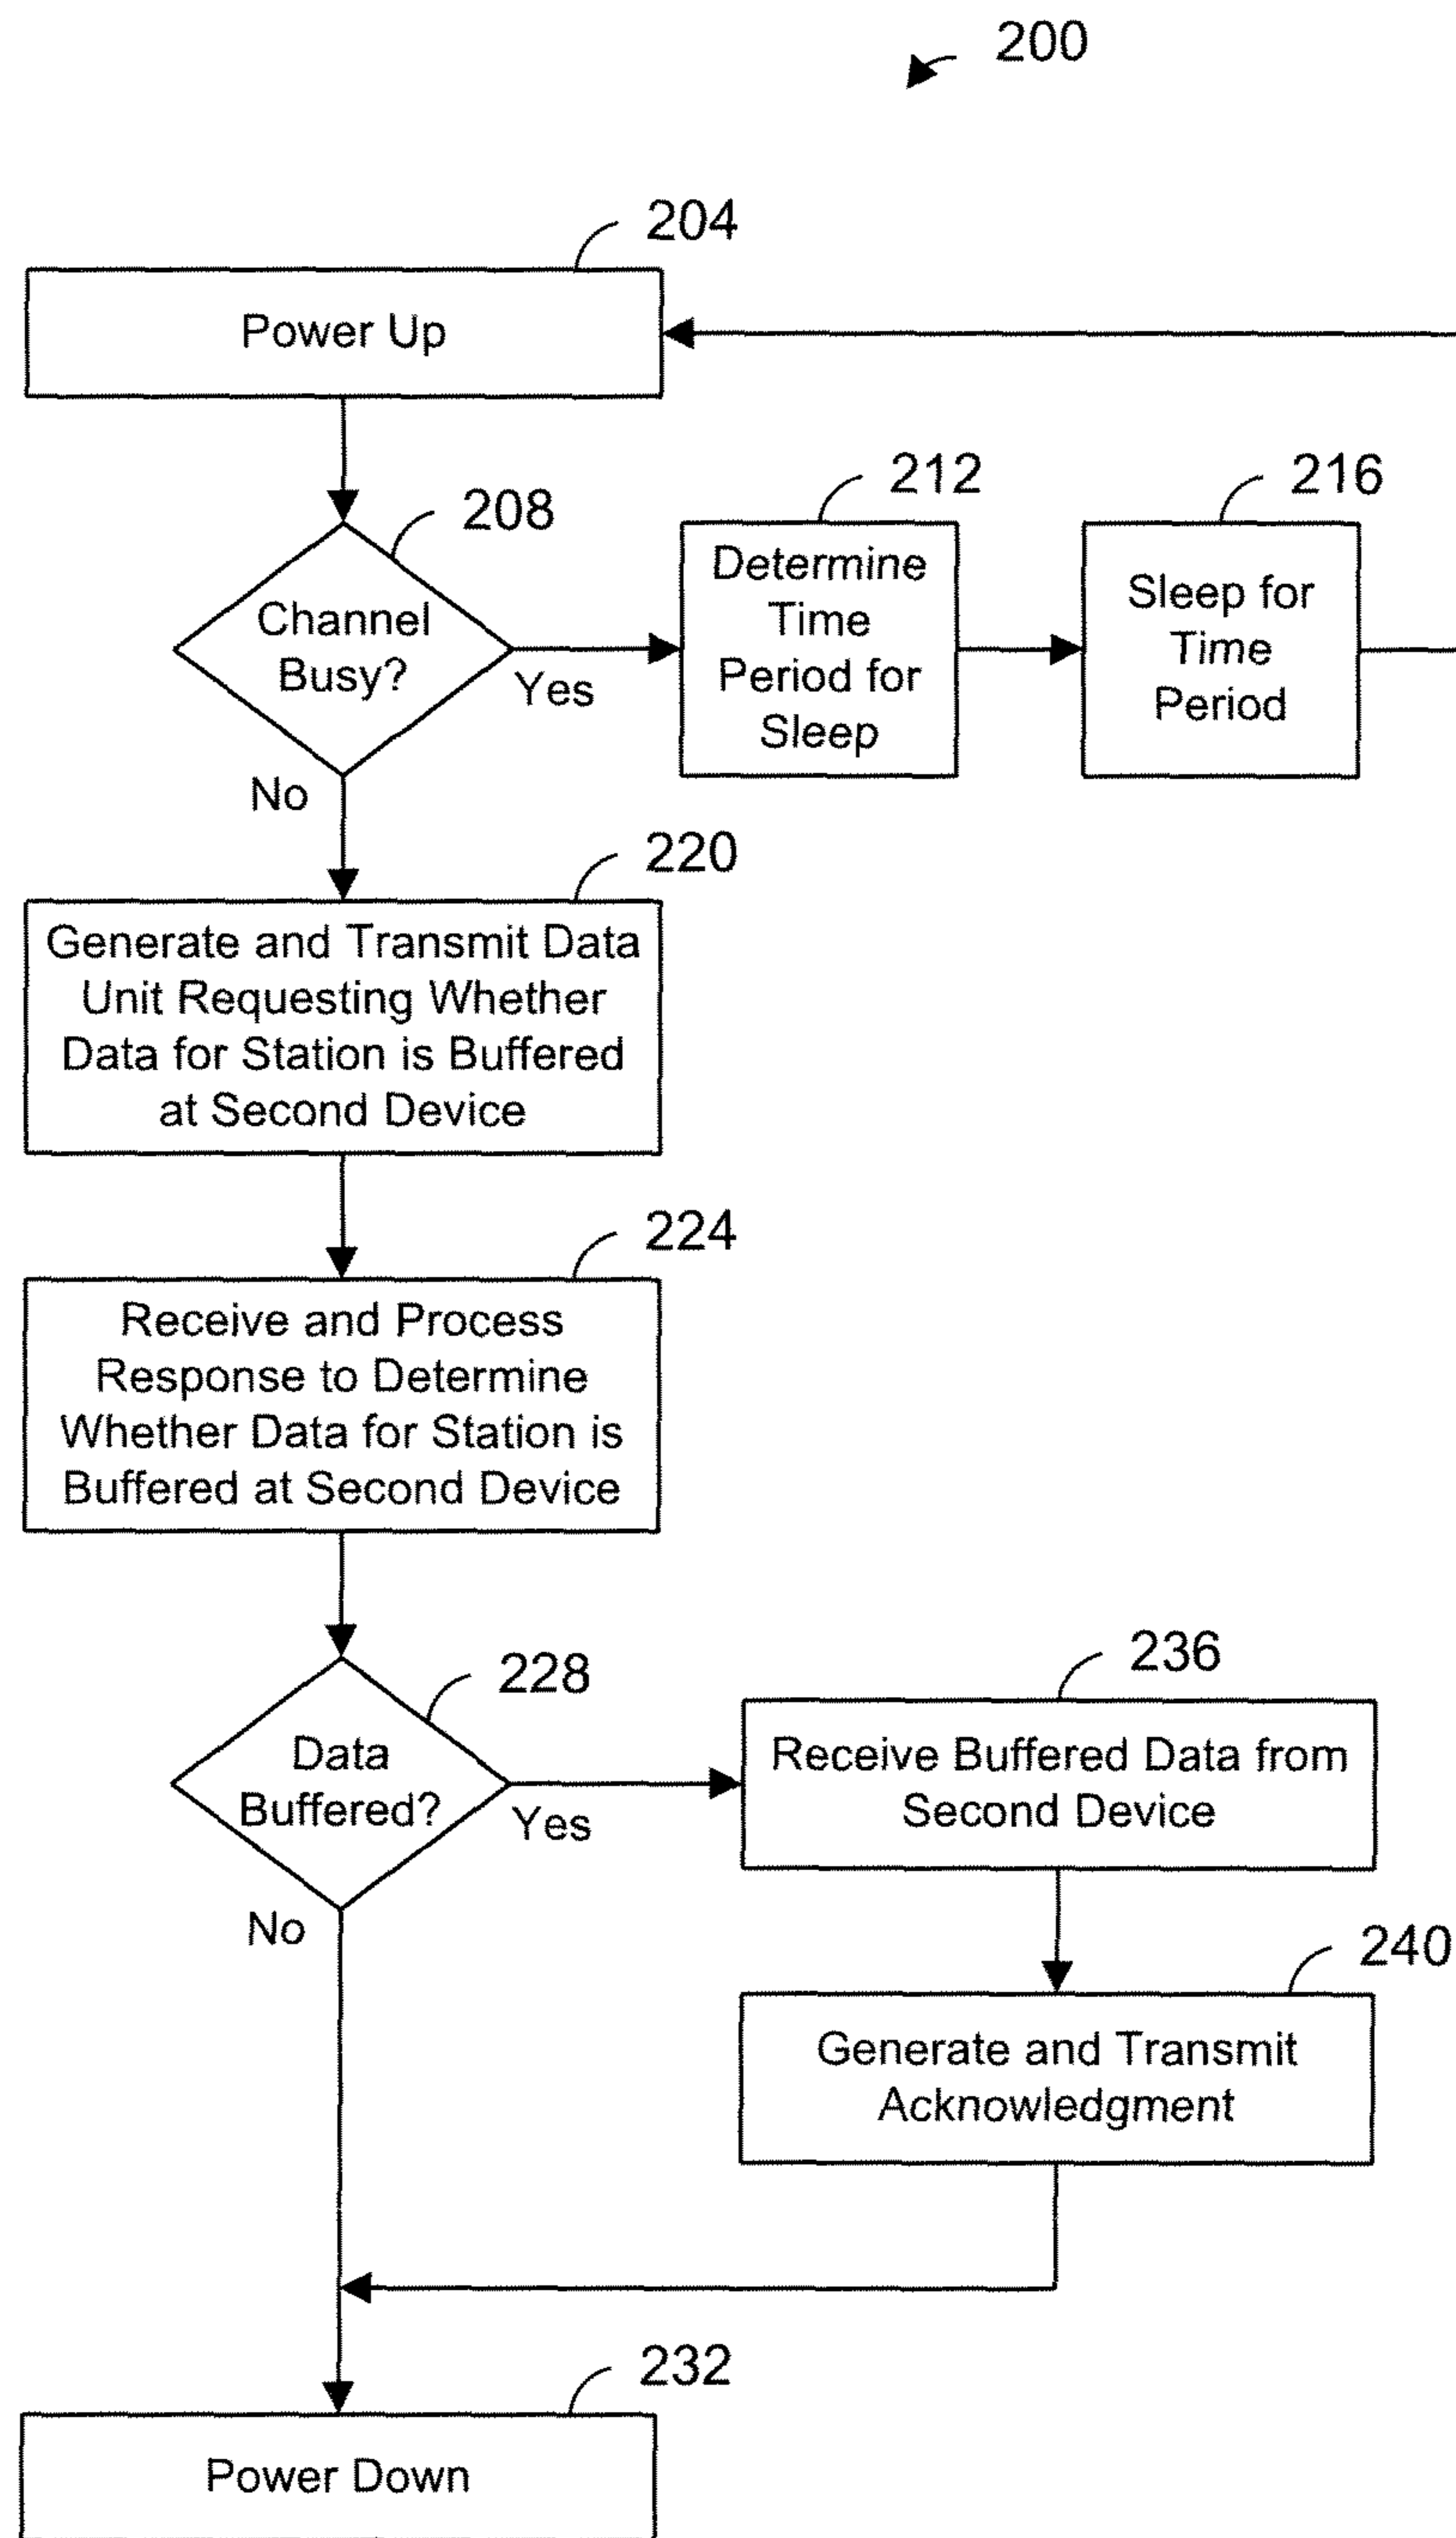 200
204
Power Up
208
Channel
Busy?
Yes
No
212
Determine
Time
Period for
Sleep
216
Sleep for
Time
Period
220
Generate and Transmit Data
Unit Requesting Whether
Data for Station is Buffered
at Second Device
224
Receive and Process
Response to Determine
Whether Data for Station is
Buffered at Second Device
228
Data
Buffered?
Yes
No
236
Receive Buffered Data from
Second Device
240
Generate and Transmit
Acknowledgment
232
Power Down